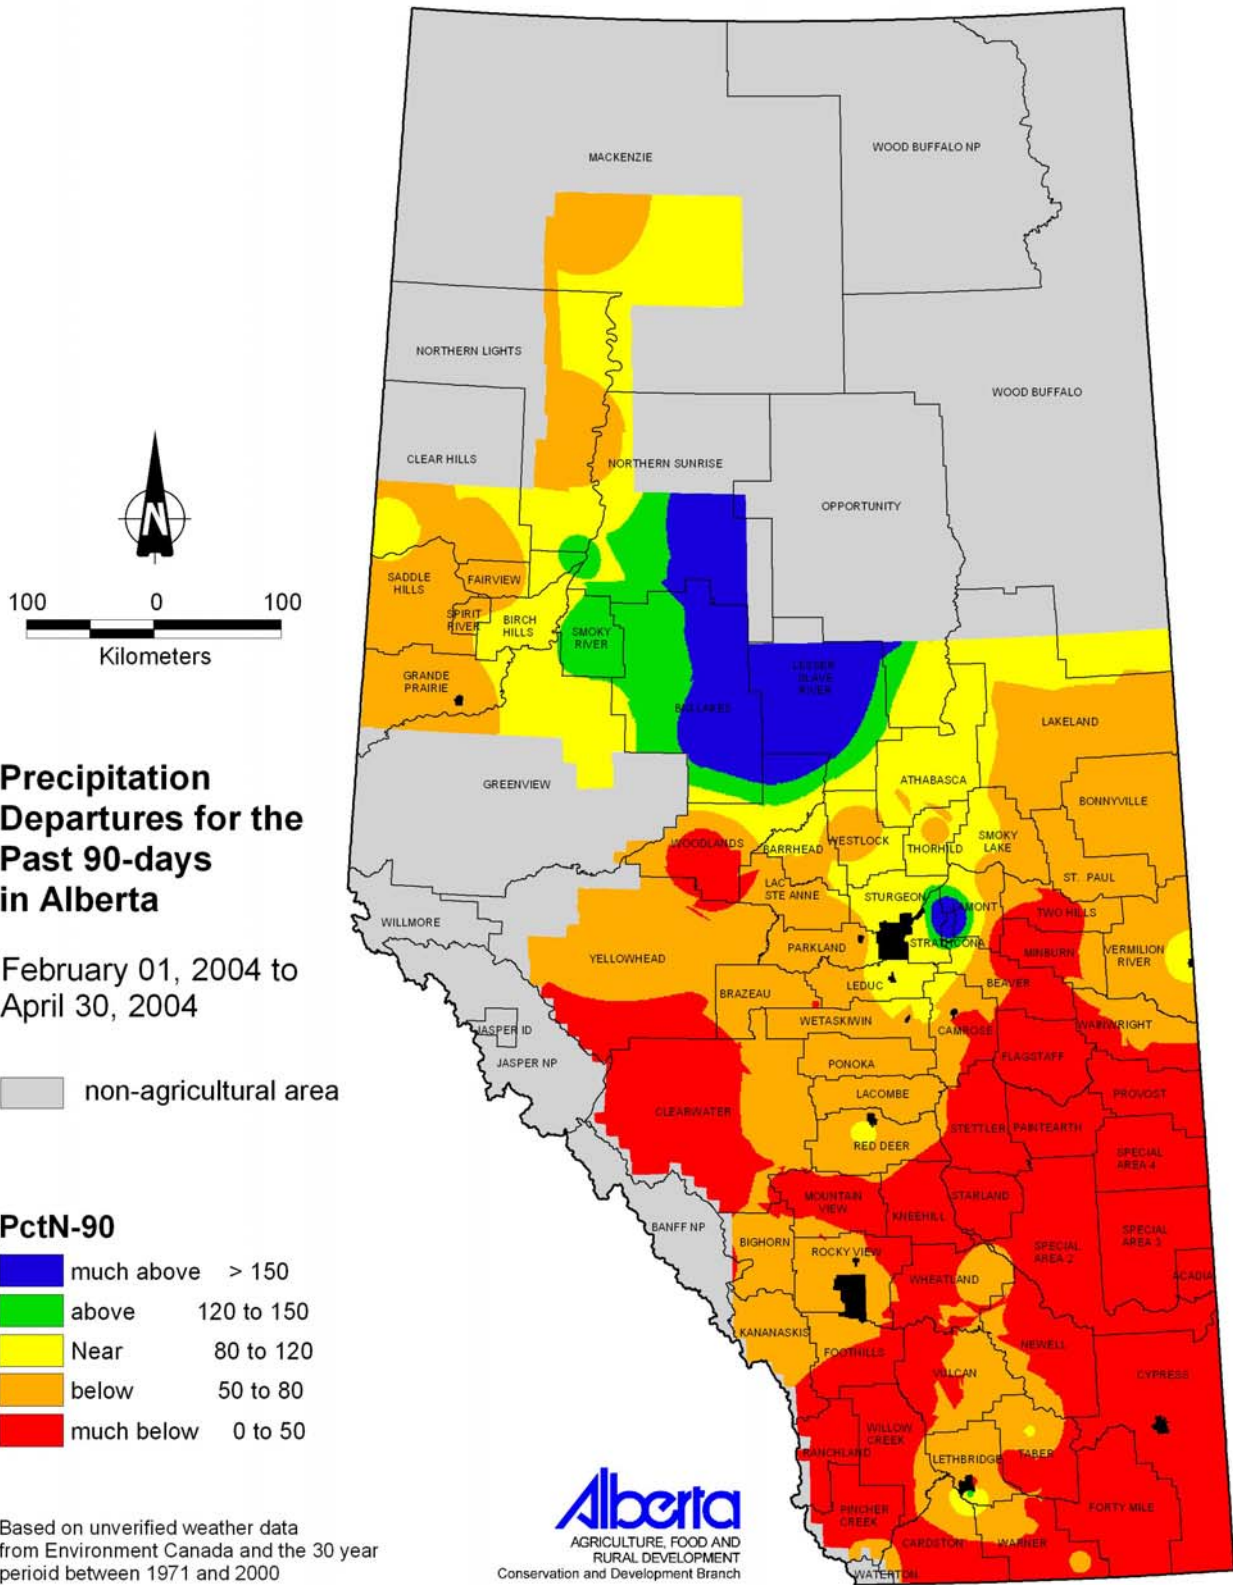 MACKENZIE
WOOD BUFFALO NP
NORTHERN LIGHTS
WOOD BUFFALO
CLEAR HILLS
NORTHERN SUNRISE
OPPORTUNITY
N
SADDLE
HILLS
FAIRVIEW
SPIRIT
RIVER
BIRCH
HILLS
SMOKY
RIVER
100 0 100
Kilometers
GRANDE
PRAIRIE
LESSER
SLAVE
RIVER
BIG LAKES
LAKELAND
GREENVIEW
ATHABASCA
BONNYVILLE
Precipitation
Departures for the
Past 90-days
in Alberta
February 01, 2004 to
April 30, 2004
WOODLANDS
BARRHEAD
WESTLOCK
THORHILD
SMOKY
LAKE
ST. PAUL
LAC
STE ANNE
STURGEON
LAMONT
TWO HILLS
WILLMORE
YELLOWHEAD
PARKLAND
STRATHCONA
MINBURN
VERMILION
RIVER
BRAZEAU
LEDUC
BEAVER
JASPER ID
WETASKIWIN
CAMROSE
WAINWRIGHT
JASPER NP
PONOKA
FLAGSTAFF
non-agricultural area
CLEARWATER
LACOMBE
PROVOST
RED DEER
STETTLER
PAINTEARTH
SPECIAL
AREA 4
MOUNTAIN
VIEW
KNEEHILL
STARLAND
BANFF NP
BIGHORN
ROCKY VIEW
SPECIAL
AREA 2
SPECIAL
AREA 3
WHEATLAND
ACADIA
PctN-90
much above > 150
above 120 to 150
Near 80 to 120
below 50 to 80
much below 0 to 50
KANANASKIS
FOOTHILLS
NEWELL
VULCAN
CYPRESS
WILLOW
CREEK
RANCHLAND
LETHBRIDGE
TABER
PINCHER
CREEK
FORTY MILE
CARDSTON
WARNER
WATERTON
Based on unverified weather data
from Environment Canada and the 30 year
perioid between 1971 and 2000
Alberta
AGRICULTURE, FOOD AND
RURAL DEVELOPMENT
Conservation and Development Branch